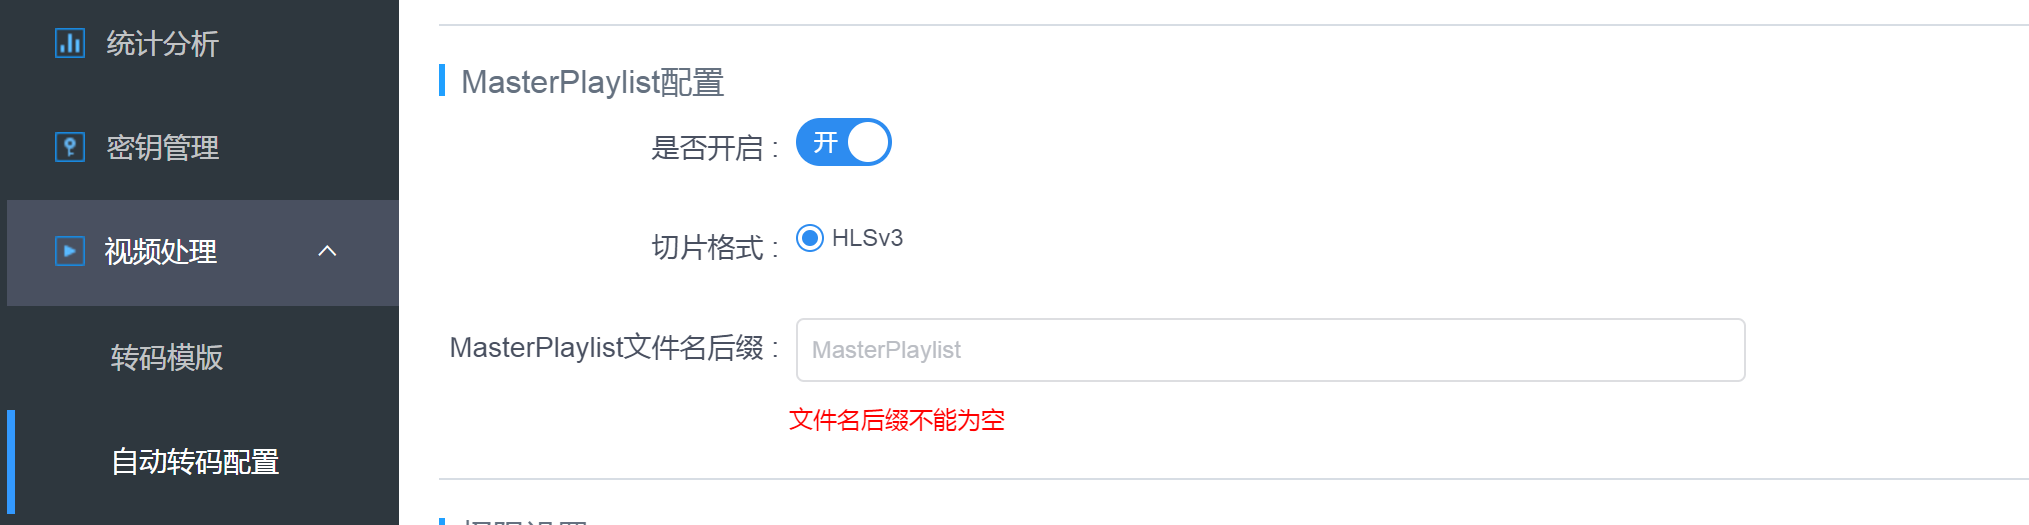 统计分析
密钥管理
视频处理
转码模版
自动转码配置
MasterPlaylist配置
是否开启 :
开
切片格式 :
HLSv3
MasterPlaylist文件名后缀 :
MasterPlaylist
文件名后缀不能为空